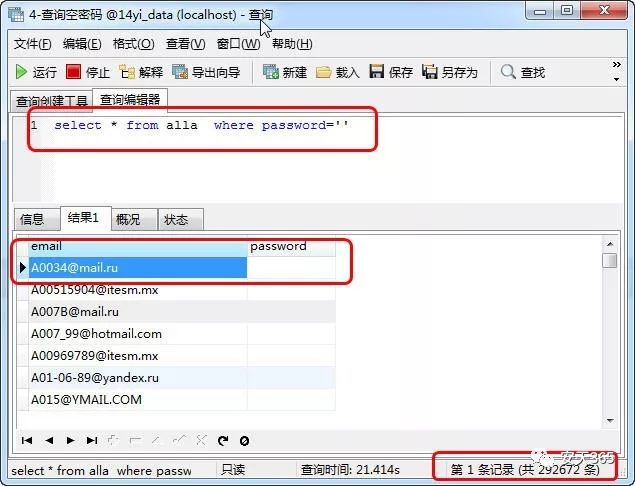 4-查询空密码 @14yi_data (localhost) - 查询
文件(F) 编辑(E) 格式(O) 查看(V) 窗口(W) 帮助(H)
运行 停止 解释 导出向导 新建 载入 保存 另存为 查找 »
查询创建工具 查询编辑器
1 select * from alla  where password=''
信息 结果1 概况 状态
email password
A0034@mail.ru
A00515904@itesm.mx
A007B@mail.ru
A007_99@hotmail.com
A00969789@itesm.mx
A01-06-89@yandex.ru
A015@YMAIL.COM
select * from alla  where passw 只读 查询时间: 21.414s 第 1 条记录 (共 292672 条)
安天365